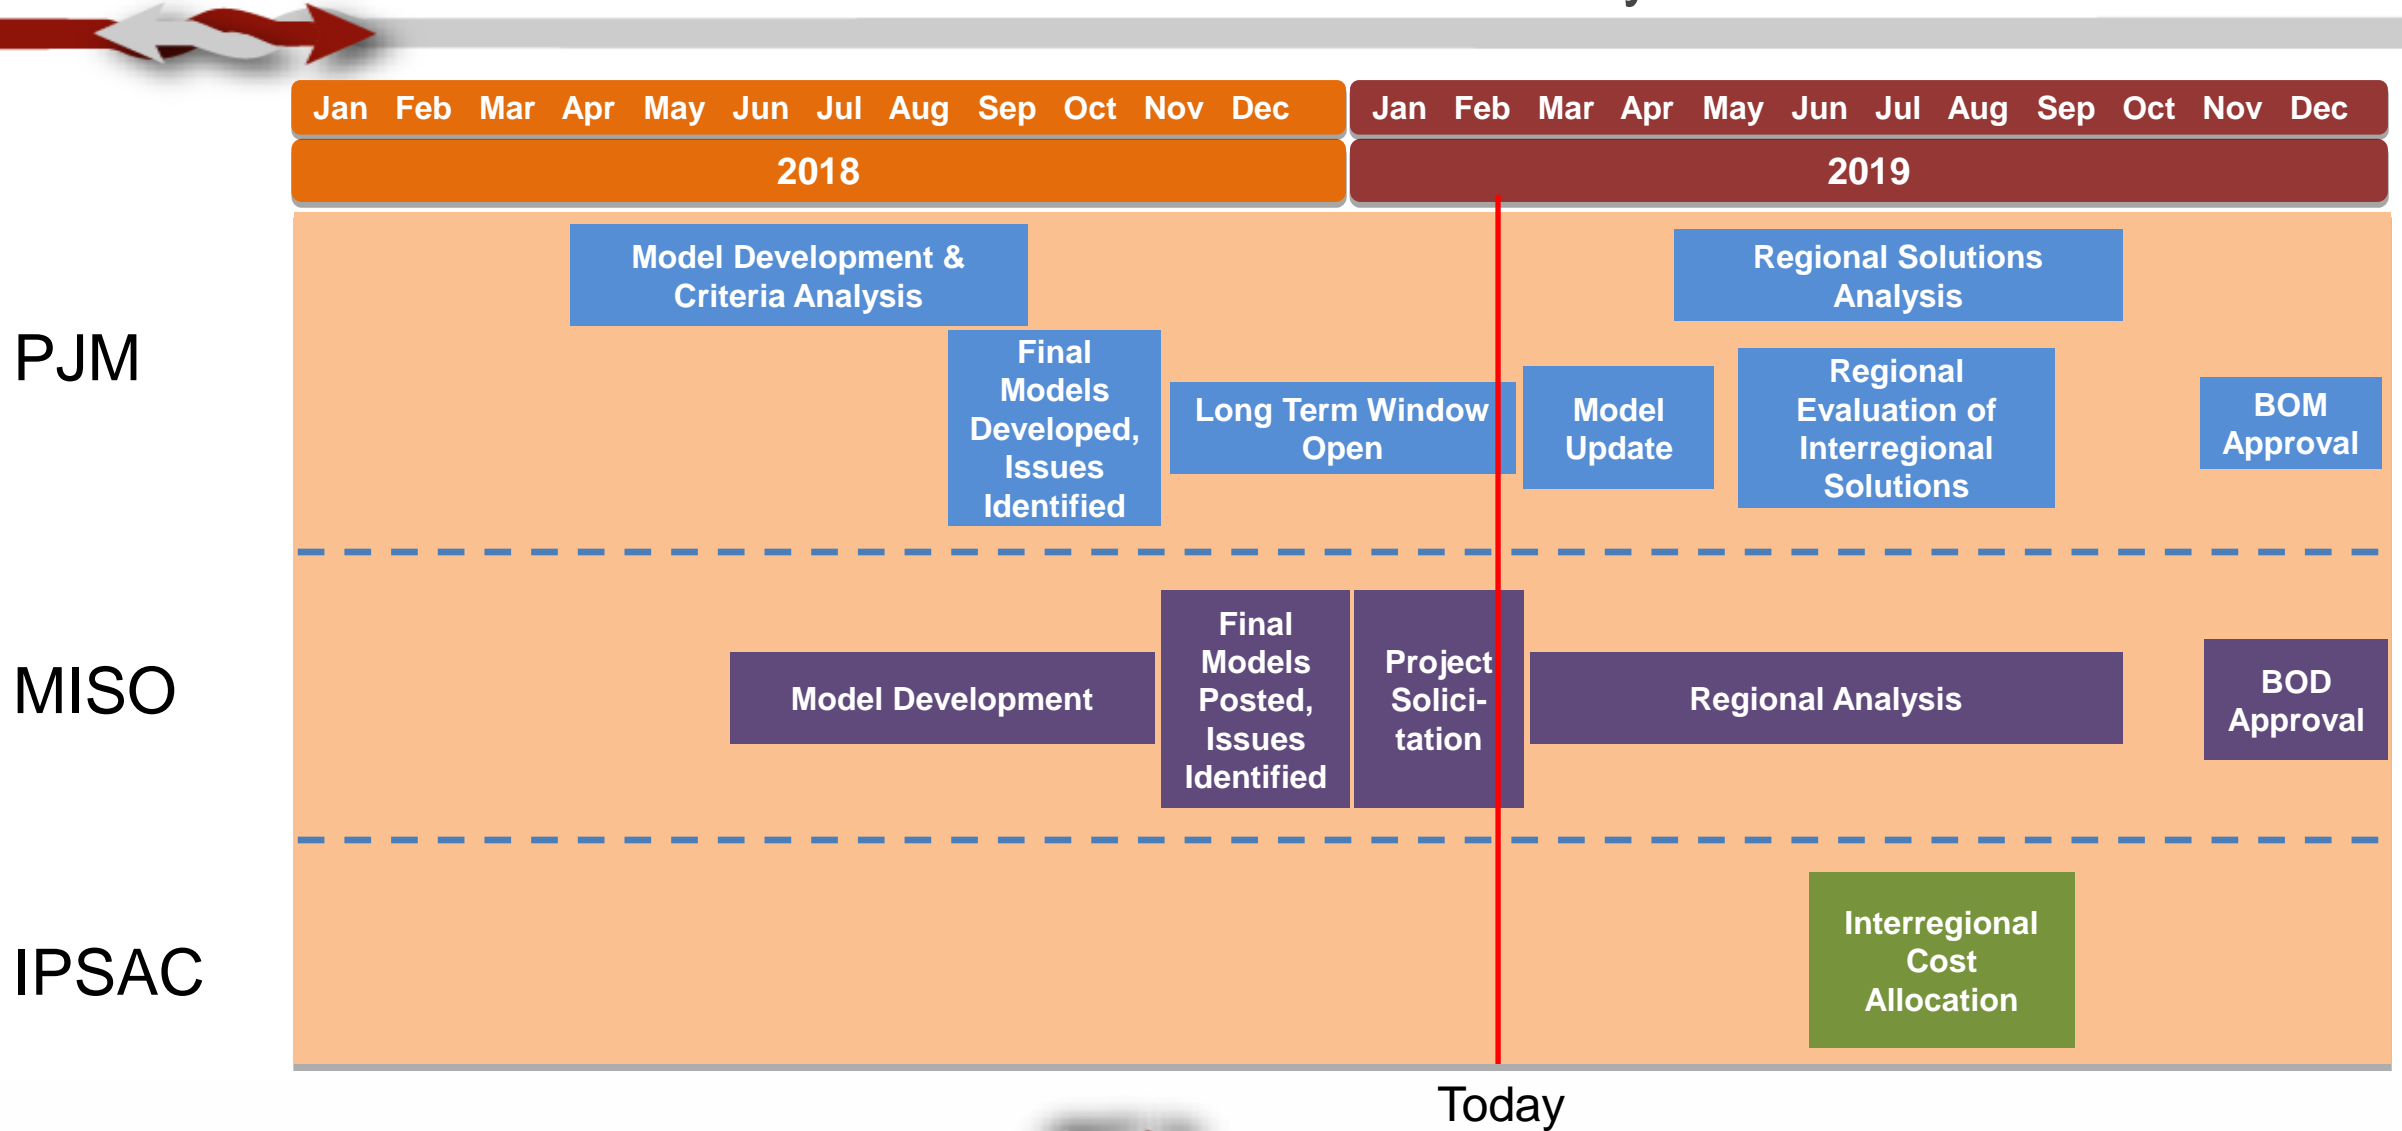 Jan Feb Mar Apr May Jun Jul Aug Sep Oct Nov Dec Jan Feb Mar Apr May Jun Jul Aug Sep Oct Nov Dec
2018 2019
PJM
Model Development &
Criteria Analysis
Final
Models
Developed,
Issues
Identified
Long Term Window
Open
Model
Update
Regional Solutions
Analysis
Regional
Evaluation of
Interregional
Solutions
BOM
Approval
MISO
Model Development
Final
Models
Posted,
Issues
Identified
Project
Solici-
tation
Regional Analysis
BOD
Approval
IPSAC
Interregional
Cost
Allocation
Today